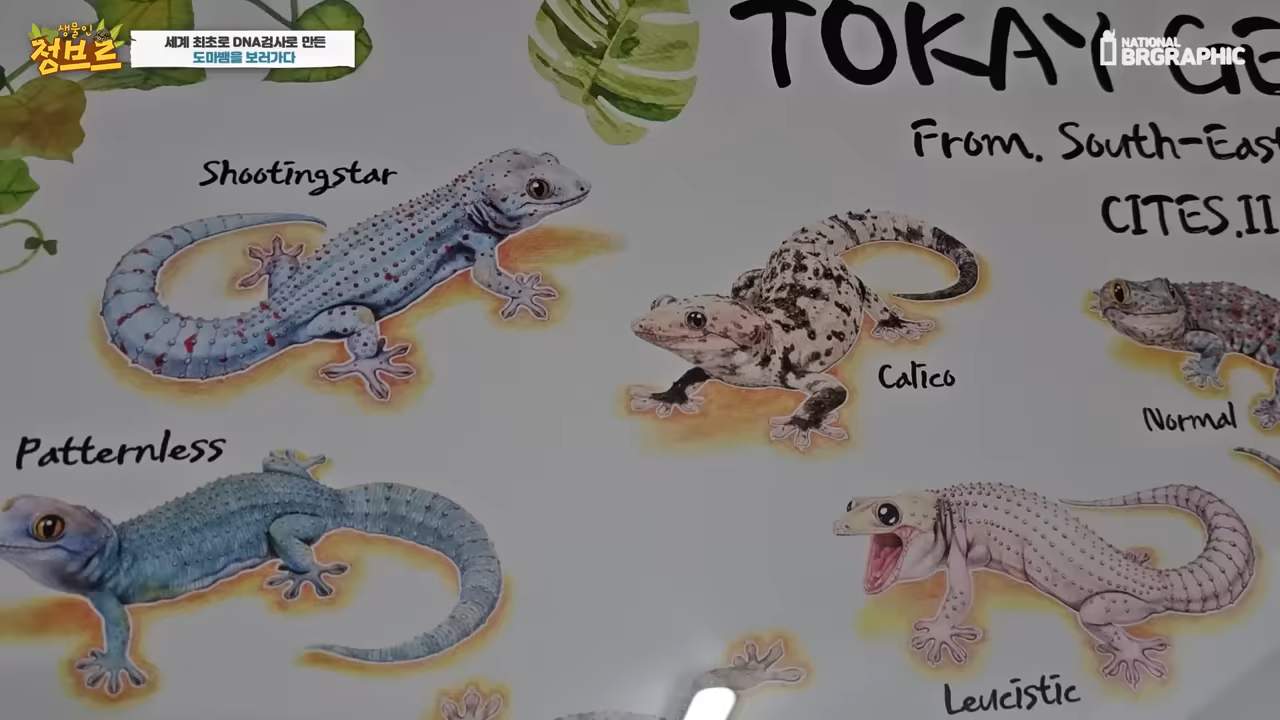 생물인
정브르
세계 최초로 DNA검사로 만든
도마뱀을 보러가다
NATIONAL
BRGRAPHIC
TOKAY GE
From. South-East
CITES.II
Shootingstar
Calico
Normal
Patternless
Leucistic